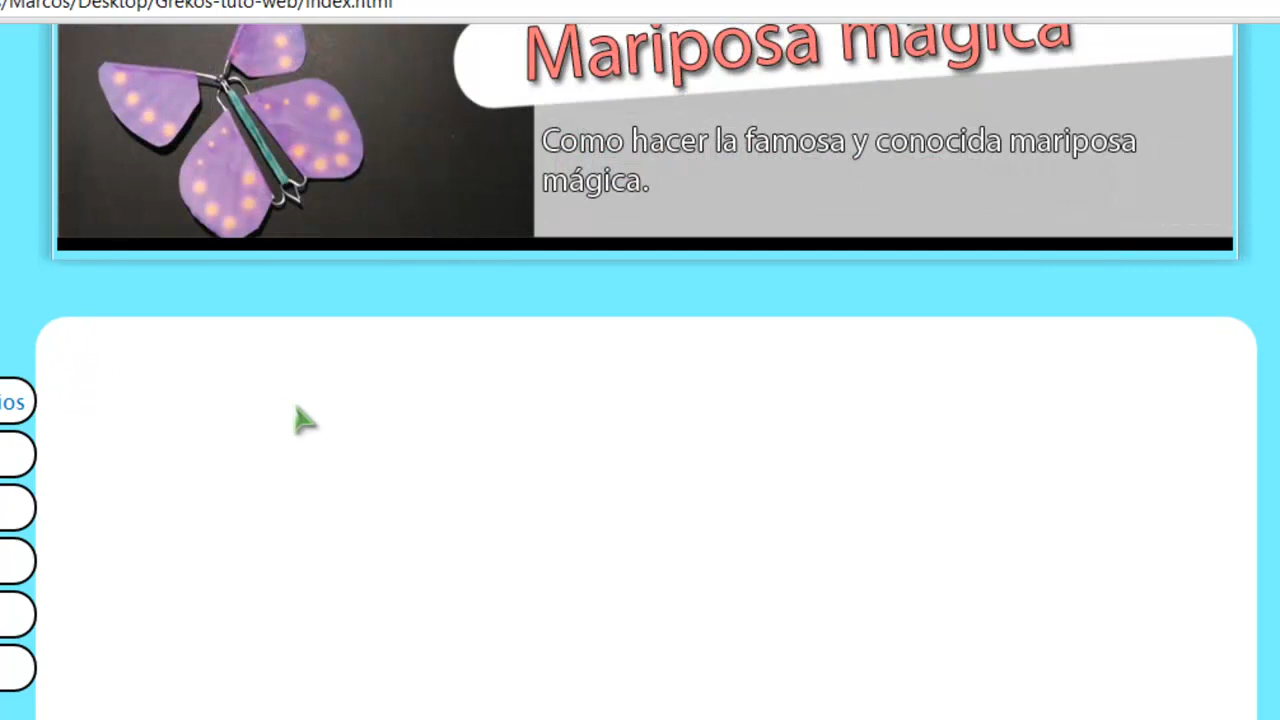 s/Marcos/Desktop/Grekos-tuto-web/index.html
Mariposa mágica
Como hacer la famosa y conocida mariposa
mágica.
ios